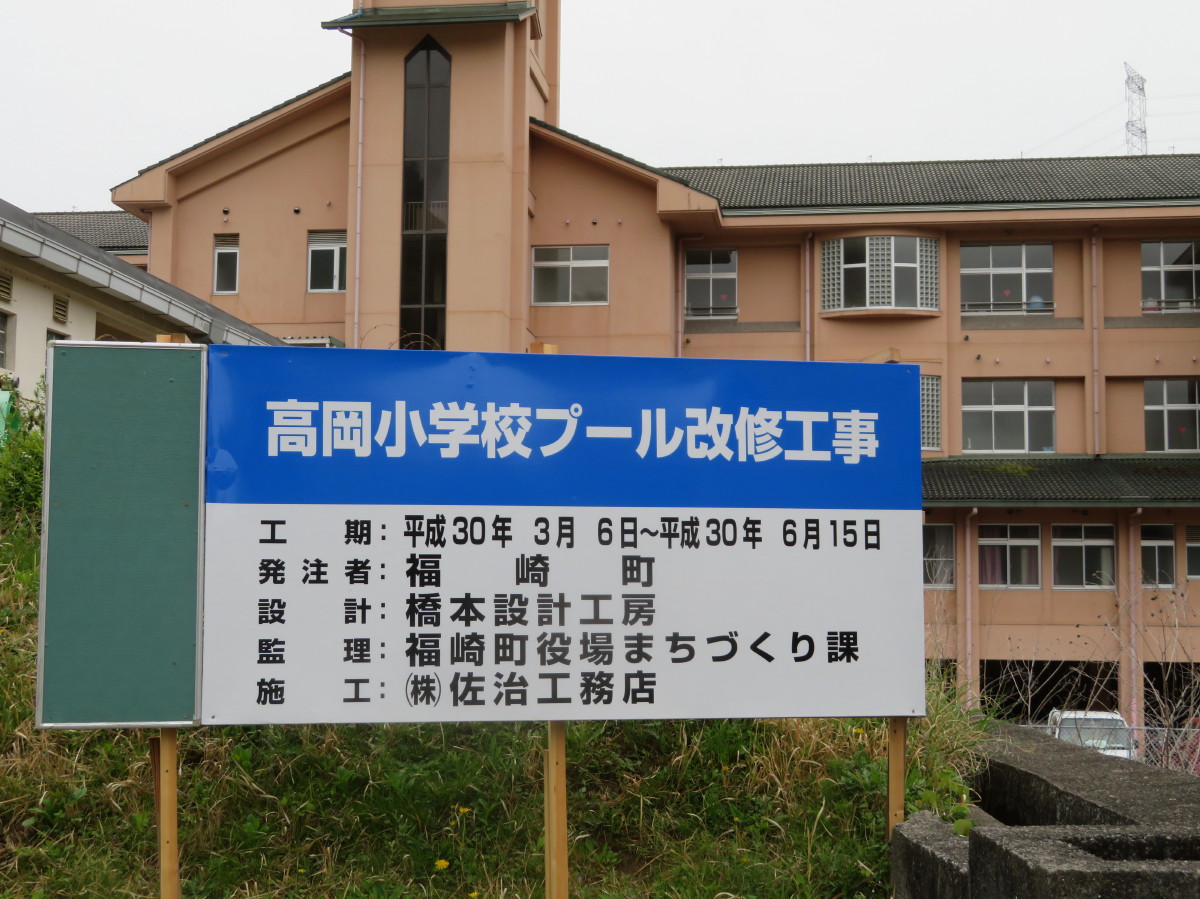 高岡小学校プール改修工事
工期：平成30年 3月 6日～平成30年 6月15日
発注者：福崎町
設計：橋本設計工房
監理：福崎町役場まちづくり課
施工：㈱佐治工務店